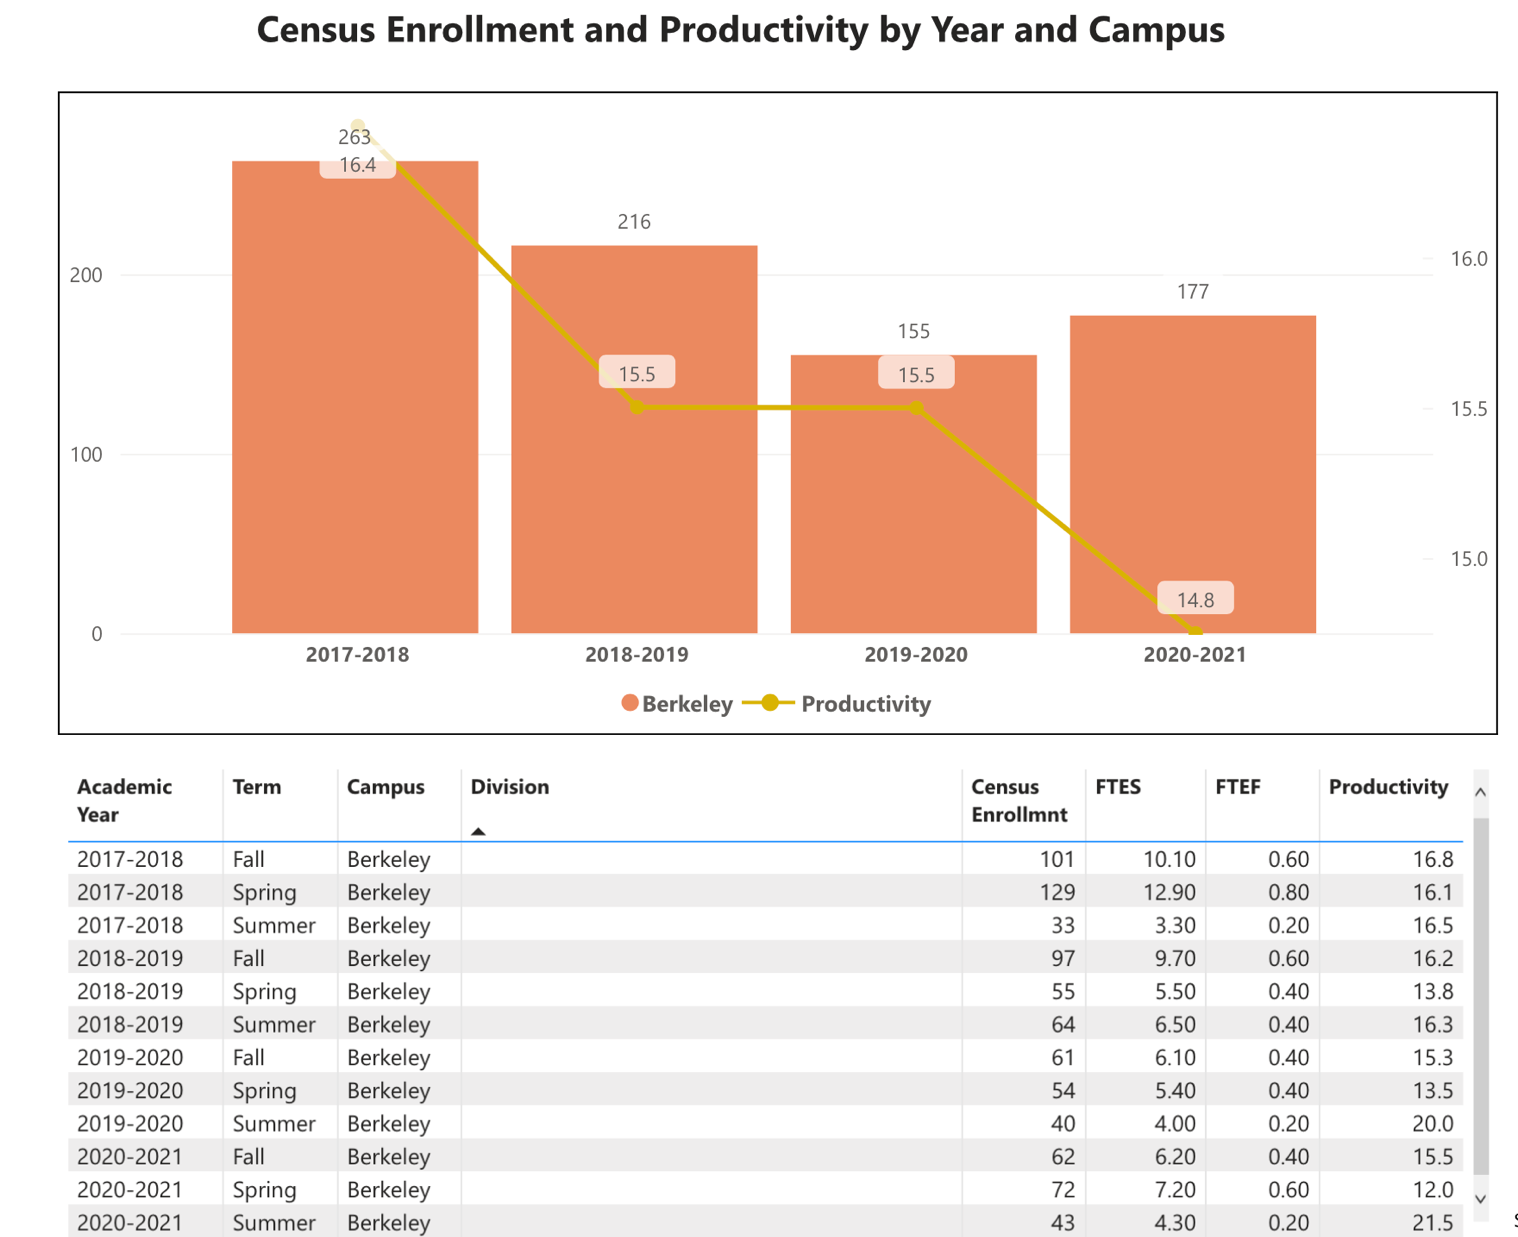 Census Enrollment and Productivity by Year and Campus
263
16.4
216
200
16.0
177
155
15.5
15.5
15.5
100
15.0
14.8
0
2017-2018 2018-2019 2019-2020 2020-2021
Berkeley Productivity
Academic Year Term Campus Division Census Enrollmnt FTES FTEF Productivity
2017-2018 Fall Berkeley 101 10.10 0.60 16.8
2017-2018 Spring Berkeley 129 12.90 0.80 16.1
2017-2018 Summer Berkeley 33 3.30 0.20 16.5
2018-2019 Fall Berkeley 97 9.70 0.60 16.2
2018-2019 Spring Berkeley 55 5.50 0.40 13.8
2018-2019 Summer Berkeley 64 6.50 0.40 16.3
2019-2020 Fall Berkeley 61 6.10 0.40 15.3
2019-2020 Spring Berkeley 54 5.40 0.40 13.5
2019-2020 Summer Berkeley 40 4.00 0.20 20.0
2020-2021 Fall Berkeley 62 6.20 0.40 15.5
2020-2021 Spring Berkeley 72 7.20 0.60 12.0
2020-2021 Summer Berkeley 43 4.30 0.20 21.5